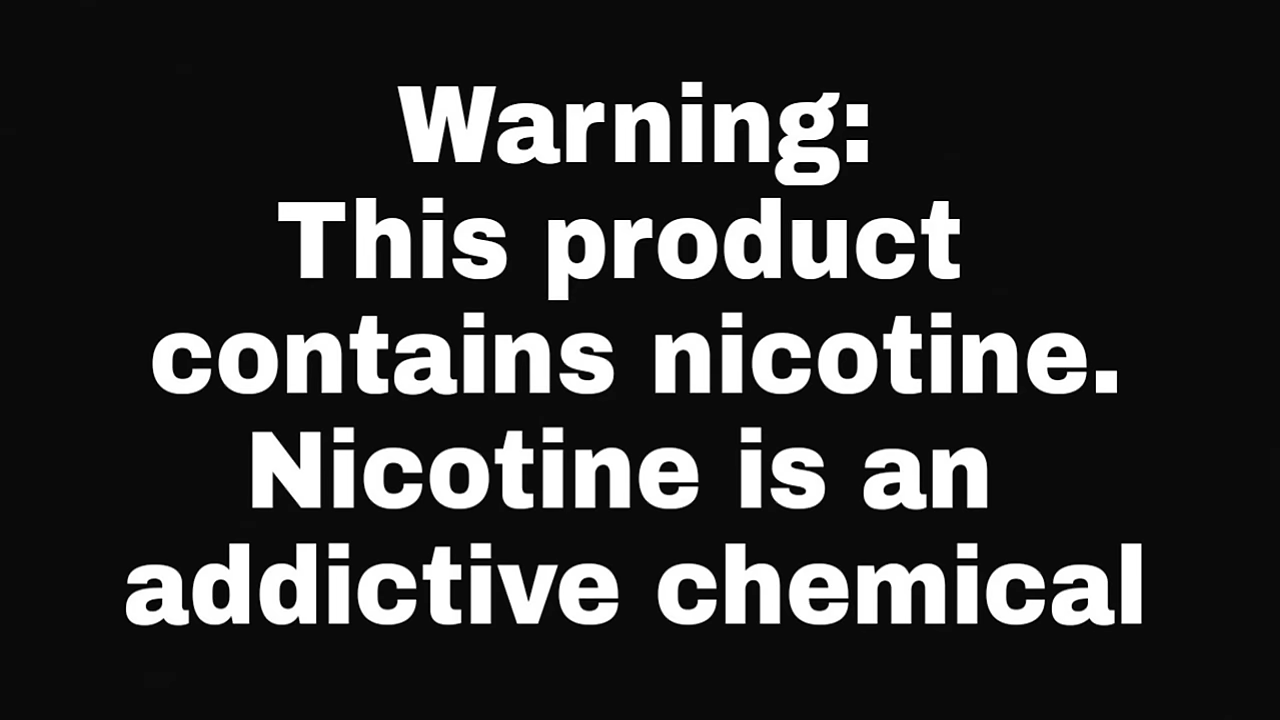 Warning:
This product
contains nicotine.
Nicotine is an
addictive chemical